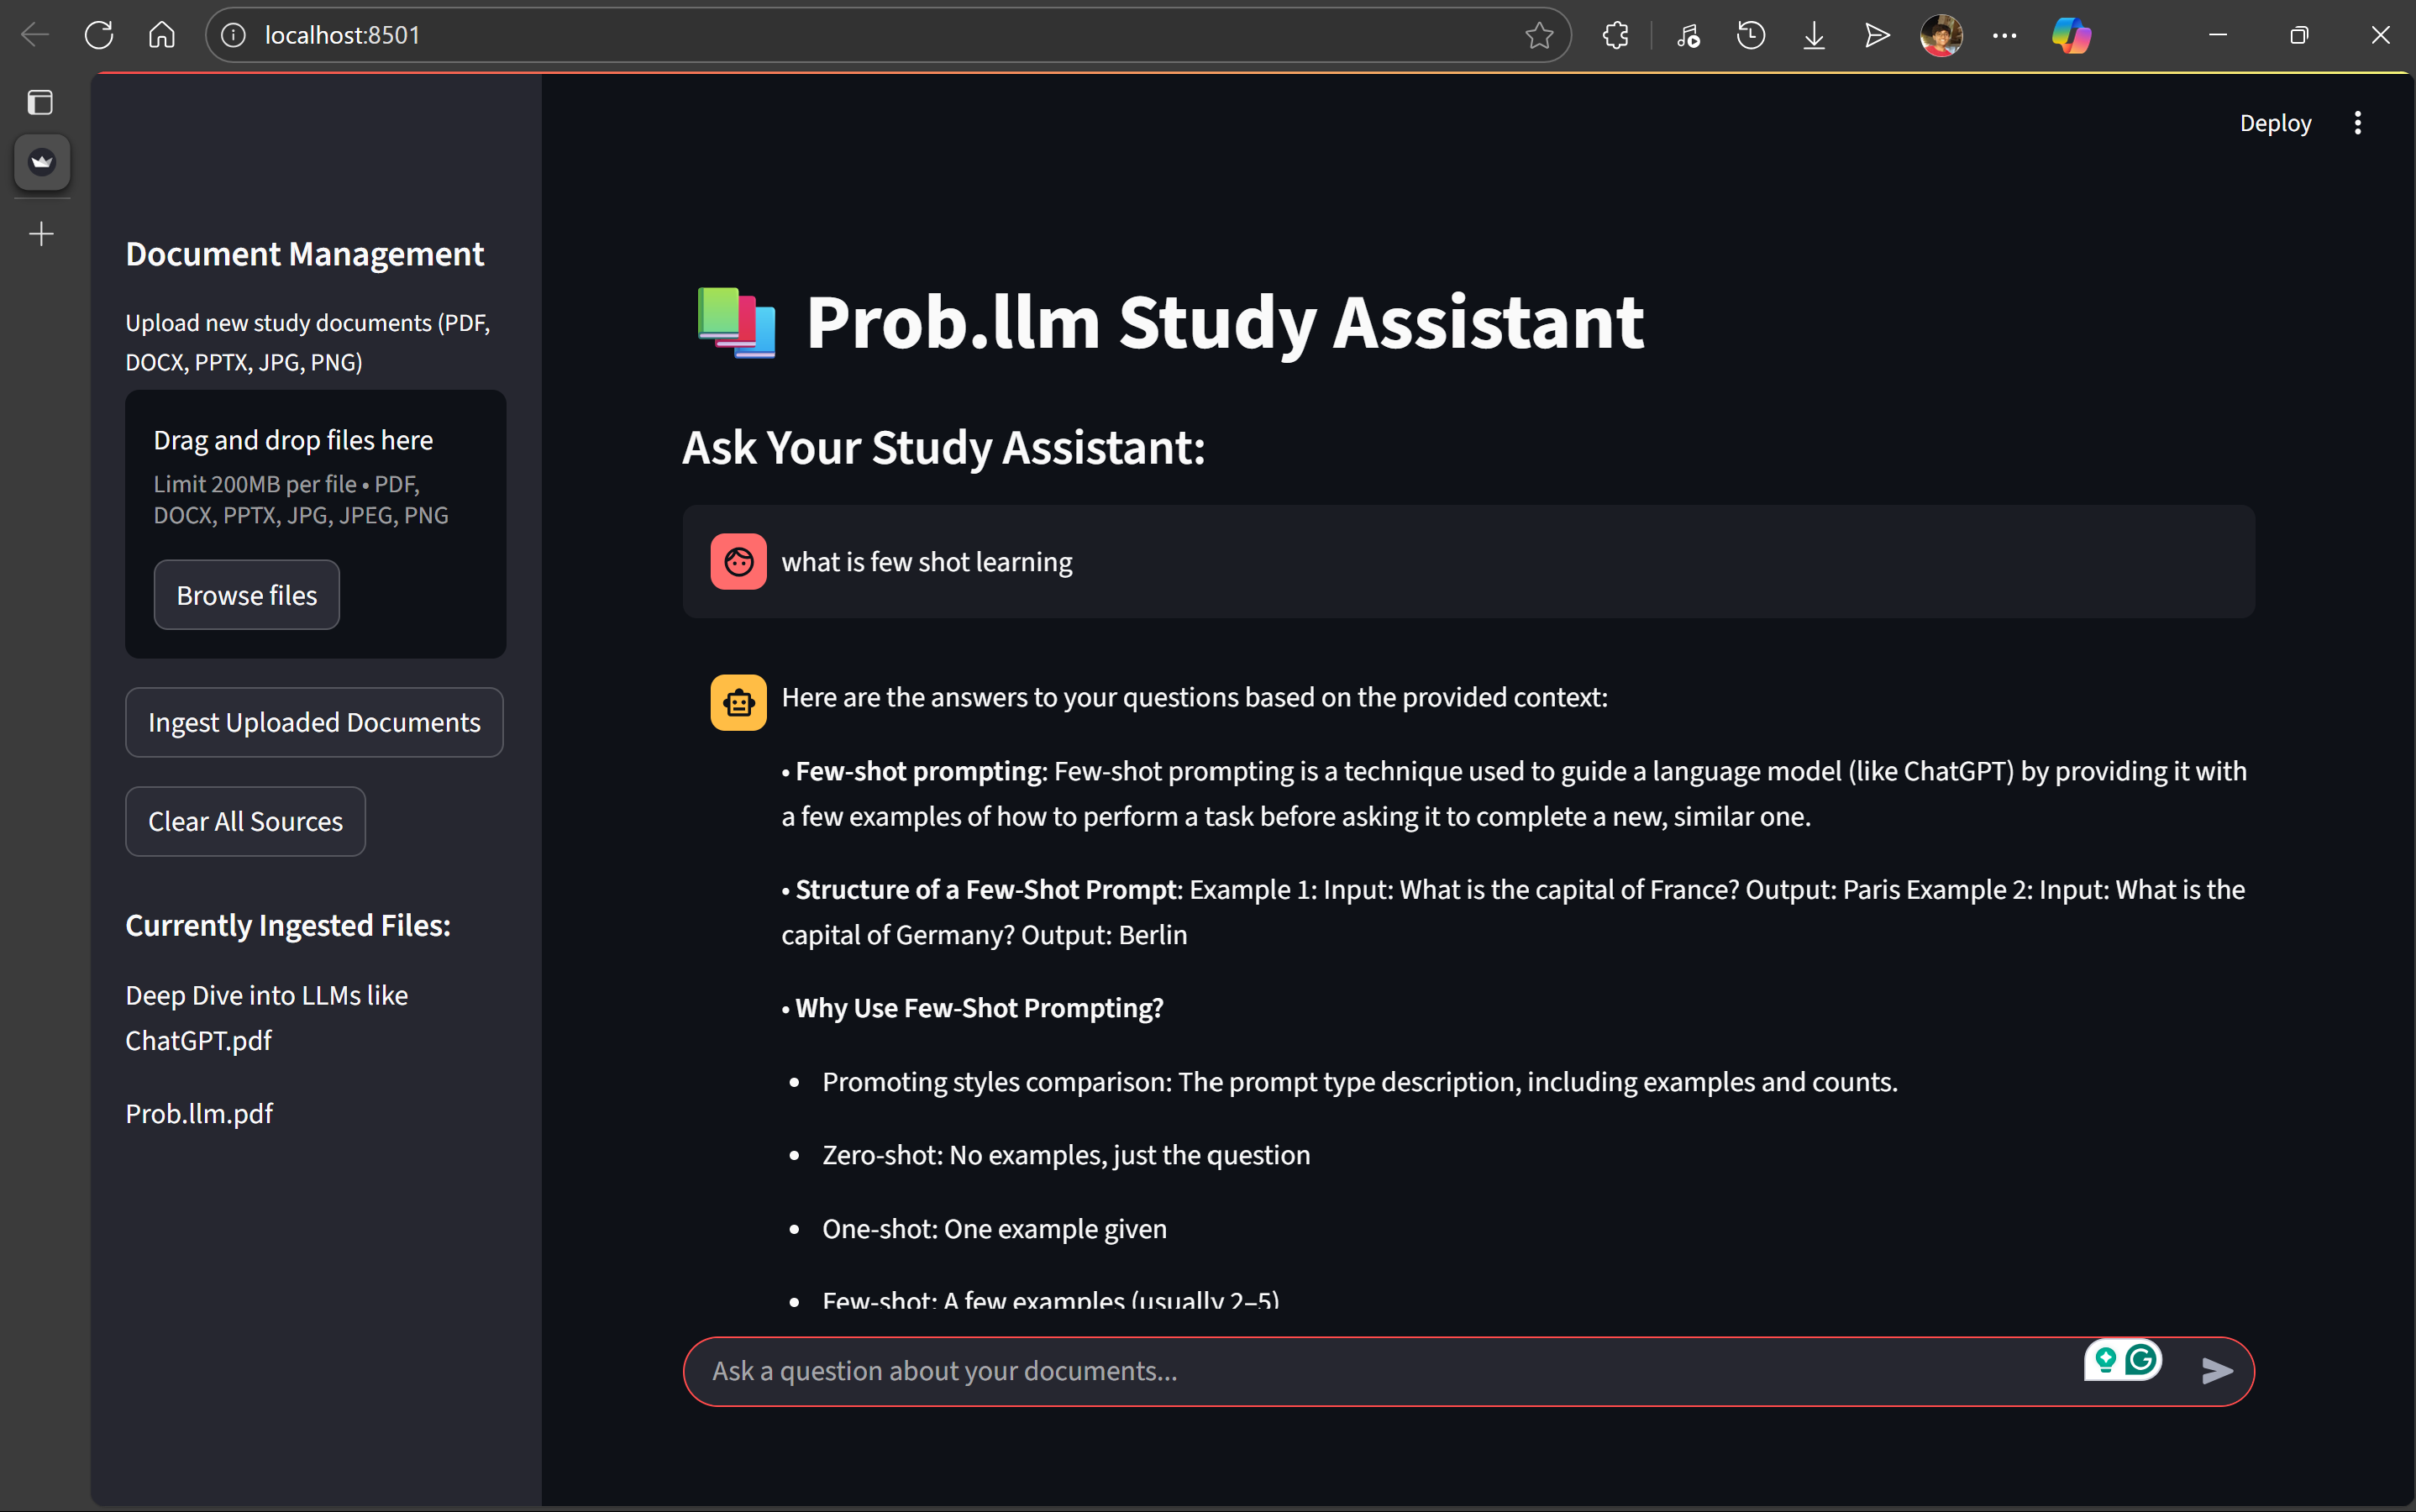 localhost:8501
Deploy
Document Management
Upload new study documents (PDF,
DOCX, PPTX, JPG, PNG)
Drag and drop files here
Limit 200MB per file • PDF,
DOCX, PPTX, JPG, JPEG, PNG
Browse files
Ingest Uploaded Documents
Clear All Sources
Currently Ingested Files:
Deep Dive into LLMs like
ChatGPT.pdf
Prob.llm.pdf
Prob.llm Study Assistant
Ask Your Study Assistant:
what is few shot learning
Here are the answers to your questions based on the provided context:
• Few-shot prompting: Few-shot prompting is a technique used to guide a language model (like ChatGPT) by providing it with
a few examples of how to perform a task before asking it to complete a new, similar one.
• Structure of a Few-Shot Prompt: Example 1: Input: What is the capital of France? Output: Paris Example 2: Input: What is the
capital of Germany? Output: Berlin
• Why Use Few-Shot Prompting?
• Promoting styles comparison: The prompt type description, including examples and counts.
• Zero-shot: No examples, just the question
• One-shot: One example given
• Few-shot: A few examples (usually 2–5)
Ask a question about your documents...